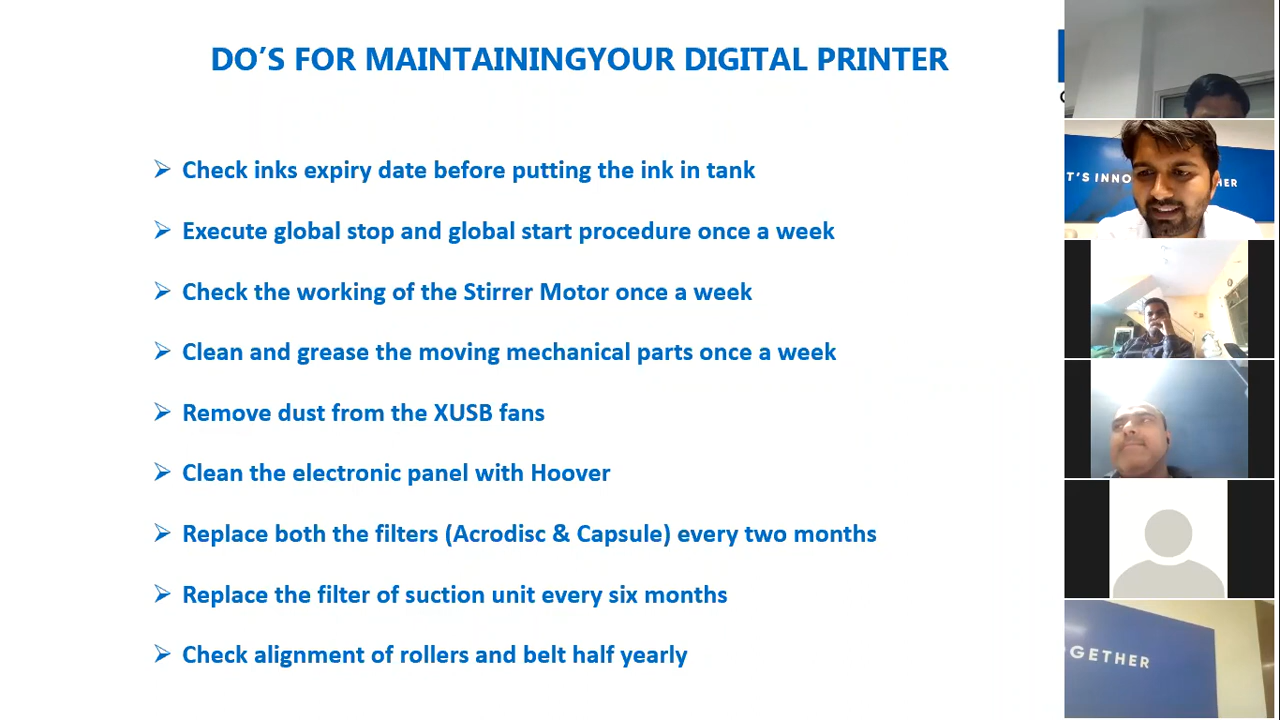 DO’S FOR MAINTAININGYOUR DIGITAL PRINTER
➢ Check inks expiry date before putting the ink in tank
➢ Execute global stop and global start procedure once a week
➢ Check the working of the Stirrer Motor once a week
➢ Clean and grease the moving mechanical parts once a week
➢ Remove dust from the XUSB fans
➢ Clean the electronic panel with Hoover
➢ Replace both the filters (Acrodisc & Capsule) every two months
➢ Replace the filter of suction unit every six months
➢ Check alignment of rollers and belt half yearly
T'S INNO HER
GETHER